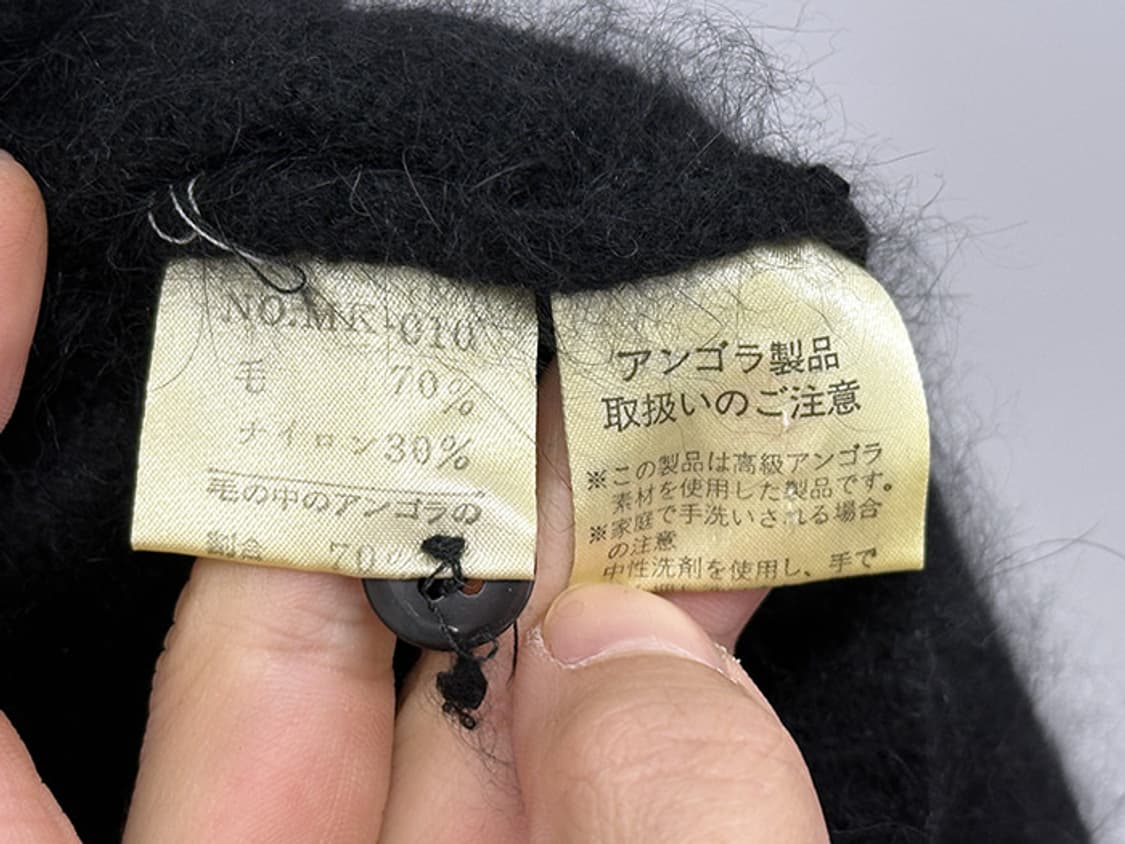 NO.MK-010
毛 70%
ナイロン30%
毛の中のアンゴラの
割合 70%
アンゴラ製品
取扱いのご注意
※この製品は高級アンゴラ
素材を使用した製品です。
※家庭で手洗いされる場合
の注意
中性洗剤を使用し、手で